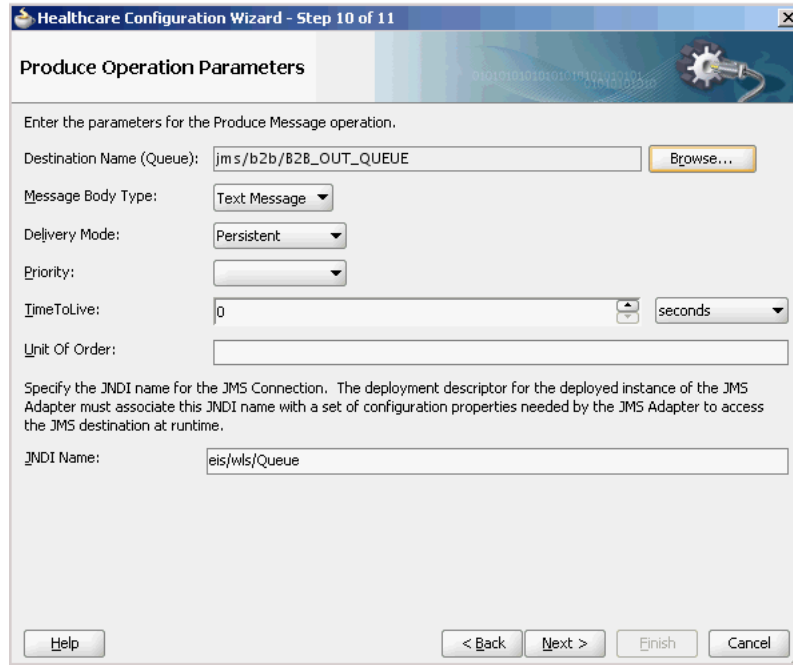 Healthcare Configuration Wizard - Step 10 of 11
Produce Operation Parameters
Enter the parameters for the Produce Message operation.
Destination Name (Queue): jms/b2b/B2B_OUT_QUEUE Browse...
Message Body Type: Text Message
Delivery Mode: Persistent
Priority:
TimeToLive: 0 seconds
Unit Of Order:
Specify the JNDI name for the JMS Connection. The deployment descriptor for the deployed instance of the JMS
Adapter must associate this JNDI name with a set of configuration properties needed by the JMS Adapter to access
the JMS destination at runtime.
JNDI Name: eis/wls/Queue
Help < Back Next > Finish Cancel